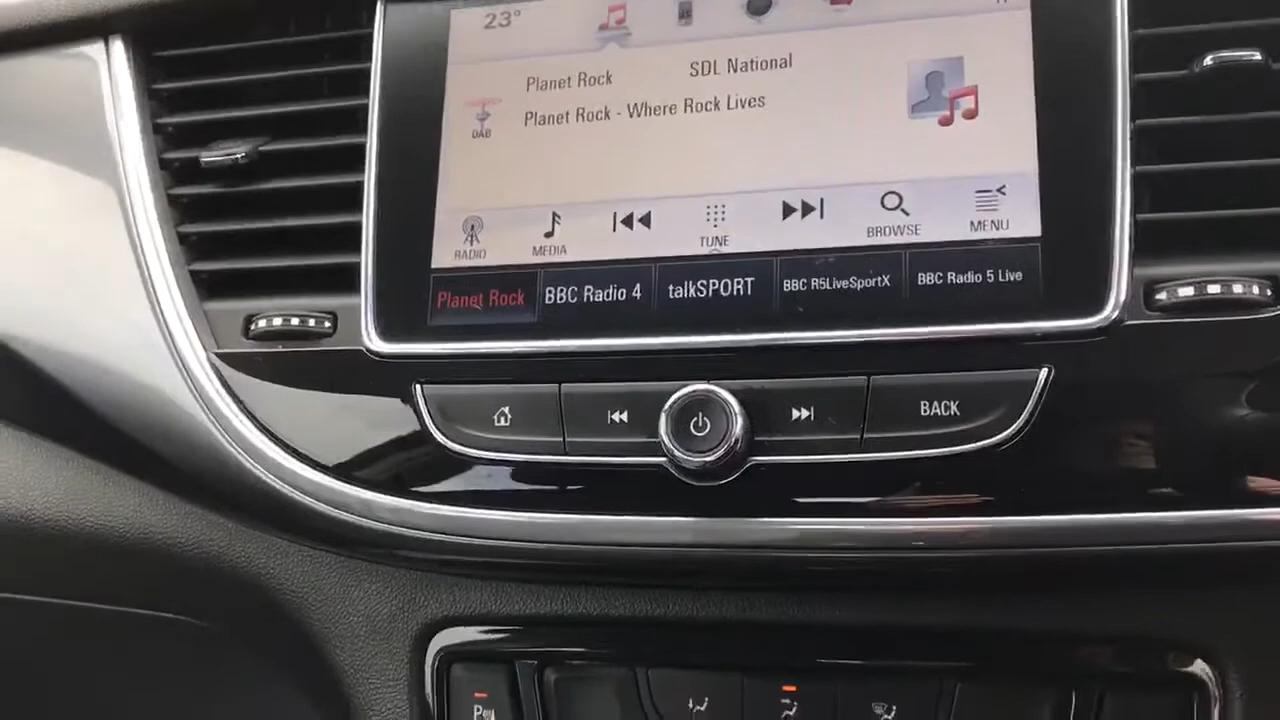 23°
Planet Rock SDL National
Planet Rock - Where Rock Lives
DAB
RADIO MEDIA TUNE BROWSE MENU
Planet Rock BBC Radio 4 talkSPORT BBC R5LiveSportX BBC Radio 5 Live
BACK